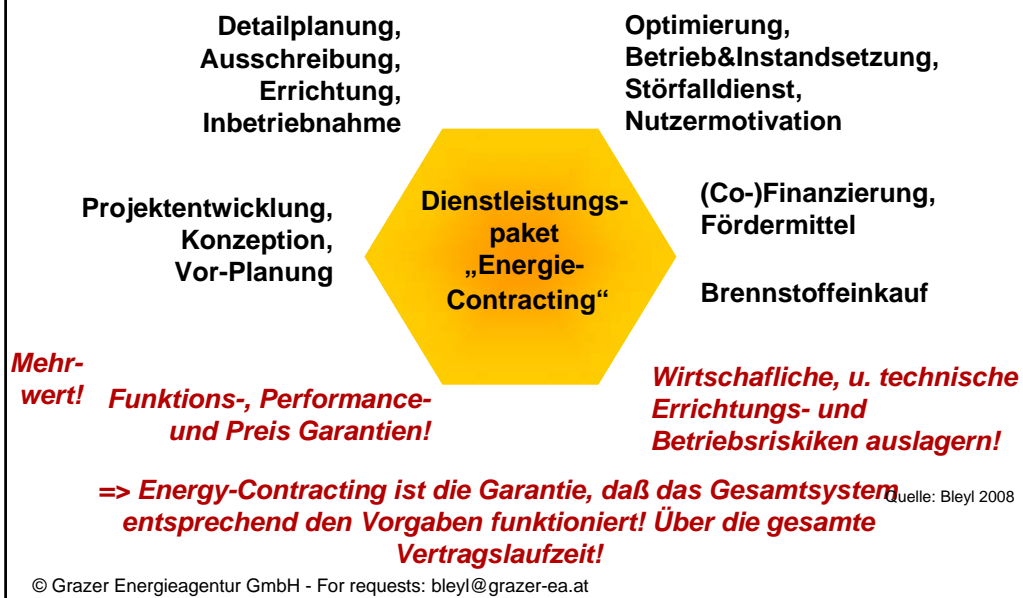 Detailplanung,
Ausschreibung,
Errichtung,
Inbetriebnahme
Optimierung,
Betrieb&Instandsetzung,
Störfalldienst,
Nutzermotivation
Projektentwicklung,
Konzeption,
Vor-Planung
Dienstleistungs-
paket
„Energie-
Contracting“
(Co-)Finanzierung,
Fördermittel
Brennstoffeinkauf
Mehr-
wert!
Funktions-, Performance-
und Preis Garantien!
Wirtschafliche, u. technische
Errichtungs- und
Betriebsriskiken auslagern!
=> Energy-Contracting ist die Garantie, daß das Gesamtsystem
entsprechend den Vorgaben funktioniert! Über die gesamte
Vertragslaufzeit!
Quelle: Bleyl 2008
© Grazer Energieagentur GmbH - For requests: bleyl@grazer-ea.at